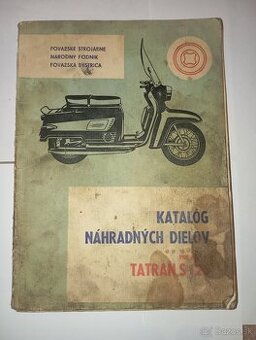 POVAŽSKÉ STROJÁRNE
NÁRODNÝ PODNIK
POVAŽSKÁ BYSTRICA
KATALÓG
NÁHRADNÝCH DIELOV
TATRAN S